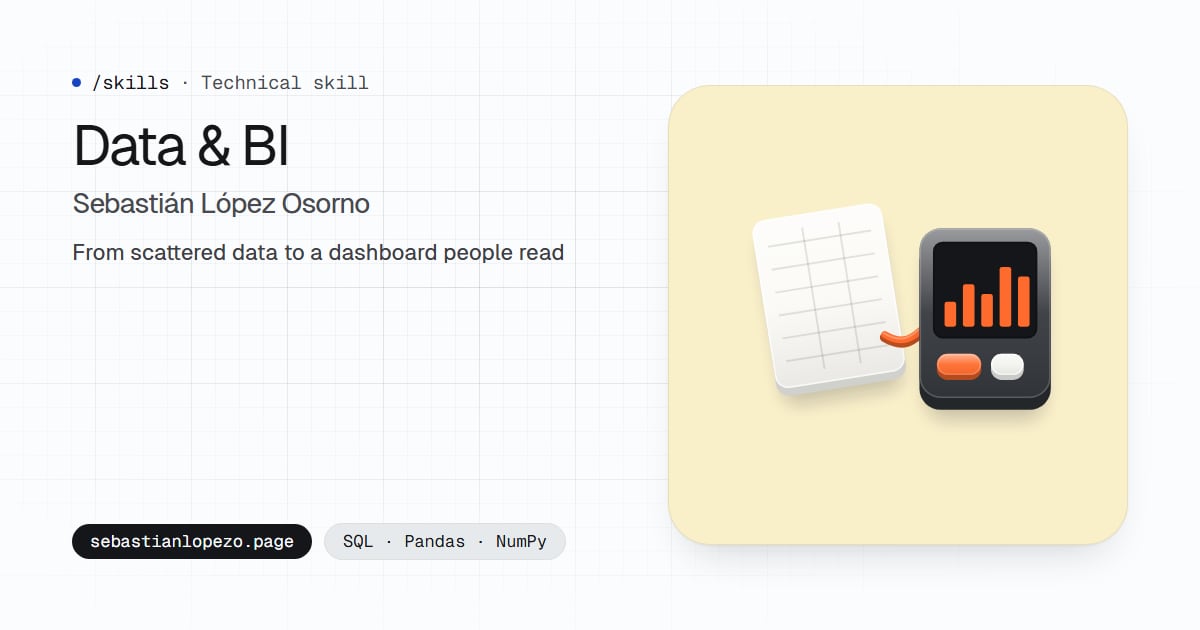 /skills · Technical skill
Data & BI
Sebastián López Osorno
From scattered data to a dashboard people read
sebastianlopezo.page
SQL · Pandas · NumPy